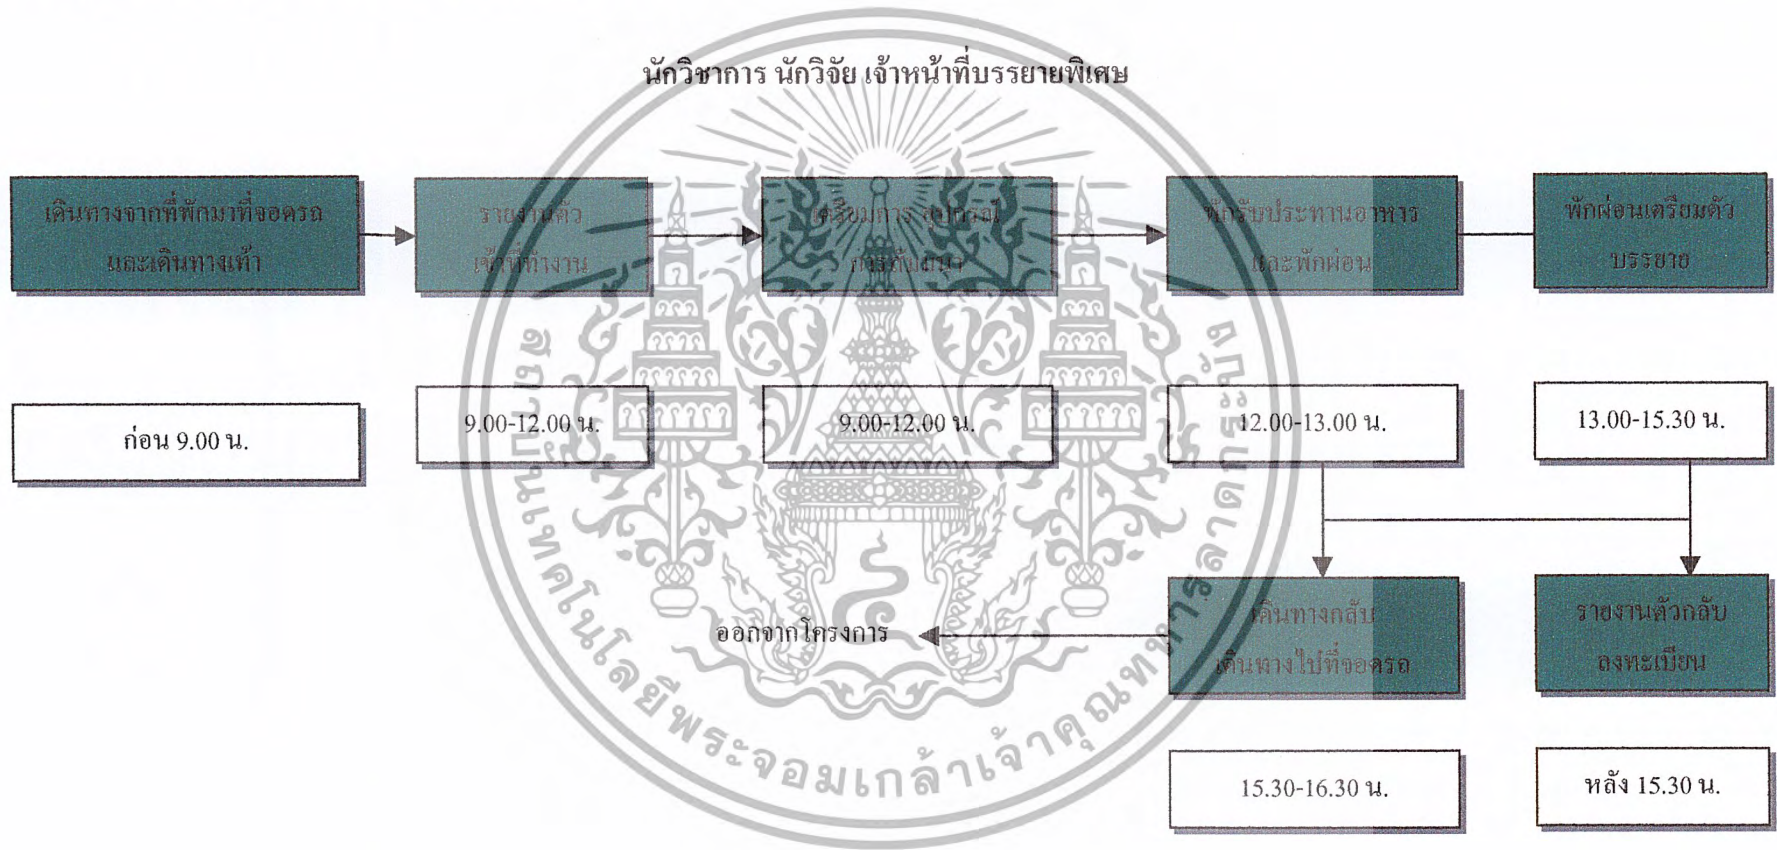 นักวิชาการ นักวิจัย เจ้าหน้าที่บรรยายพิเศษ
เดินทางจากที่พักมาที่จอดรถ
และเดินทางเท้า
รายงานตัว
เข้าที่ทำงาน
เตรียมการ อุปกรณ์
การสัมมนา
พักรับประทานอาหาร
และพักผ่อน
พักผ่อนเตรียมตัว
บรรยาย
ก่อน 9.00 น.
9.00-12.00 น.
9.00-12.00 น.
12.00-13.00 น.
13.00-15.30 น.
เดินทางกลับ
เดินทางไปที่จอดรถ
รายงานตัวกลับ
ลงทะเบียน
ออกจากโครงการ
15.30-16.30 น.
หลัง 15.30 น.
สถาบันเทคโนโลยีพระจอมเกล้าเจ้าคุณทหารลาดกระบัง